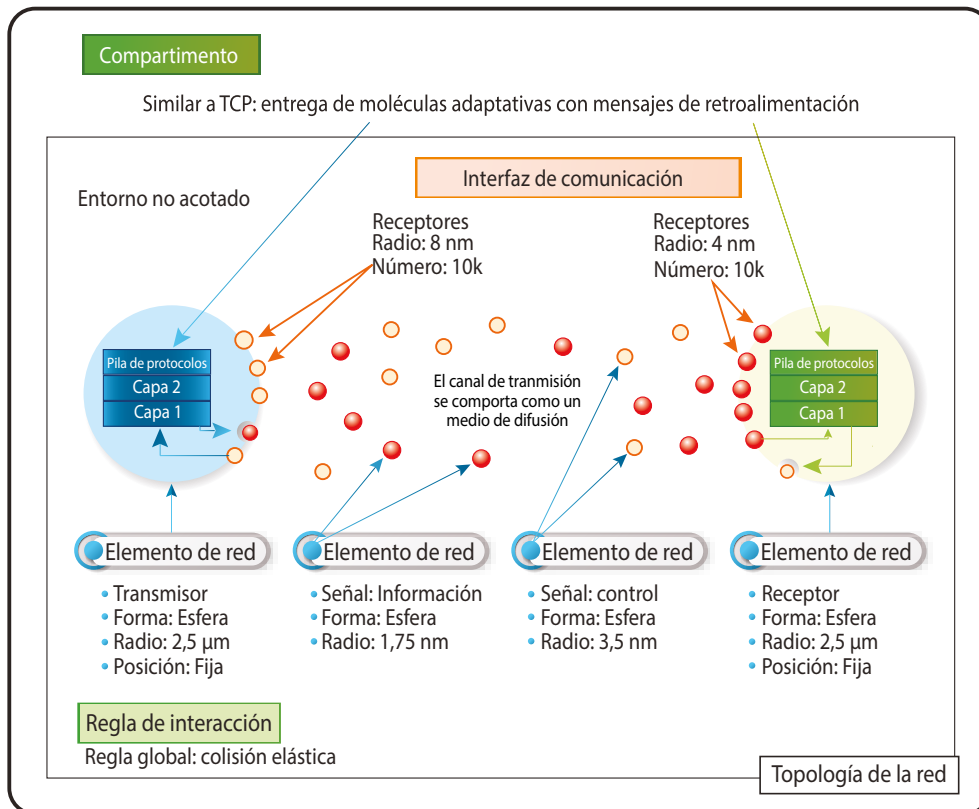 Compartimento
Similar a TCP: entrega de moléculas adaptativas con mensajes de retroalimentación
Interfaz de comunicación
Entorno no acotado
Receptores
Radio: 8 nm
Número: 10k
Receptores
Radio: 4 nm
Número: 10k
Pila de protocolos
Capa 2
Capa 1
El canal de tranmisión
se comporta como un
medio de difusión
Pila de protocolos
Capa 2
Capa 1
Elemento de red
• Transmisor
• Forma: Esfera
• Radio: 2,5 µm
• Posición: Fija
Elemento de red
• Señal: Información
• Forma: Esfera
• Radio: 1,75 nm
Elemento de red
• Señal: control
• Forma: Esfera
• Radio: 3,5 nm
Elemento de red
• Receptor
• Forma: Esfera
• Radio: 2,5 µm
• Posición: Fija
Regla de interacción
Regla global: colisión elástica
Topología de la red